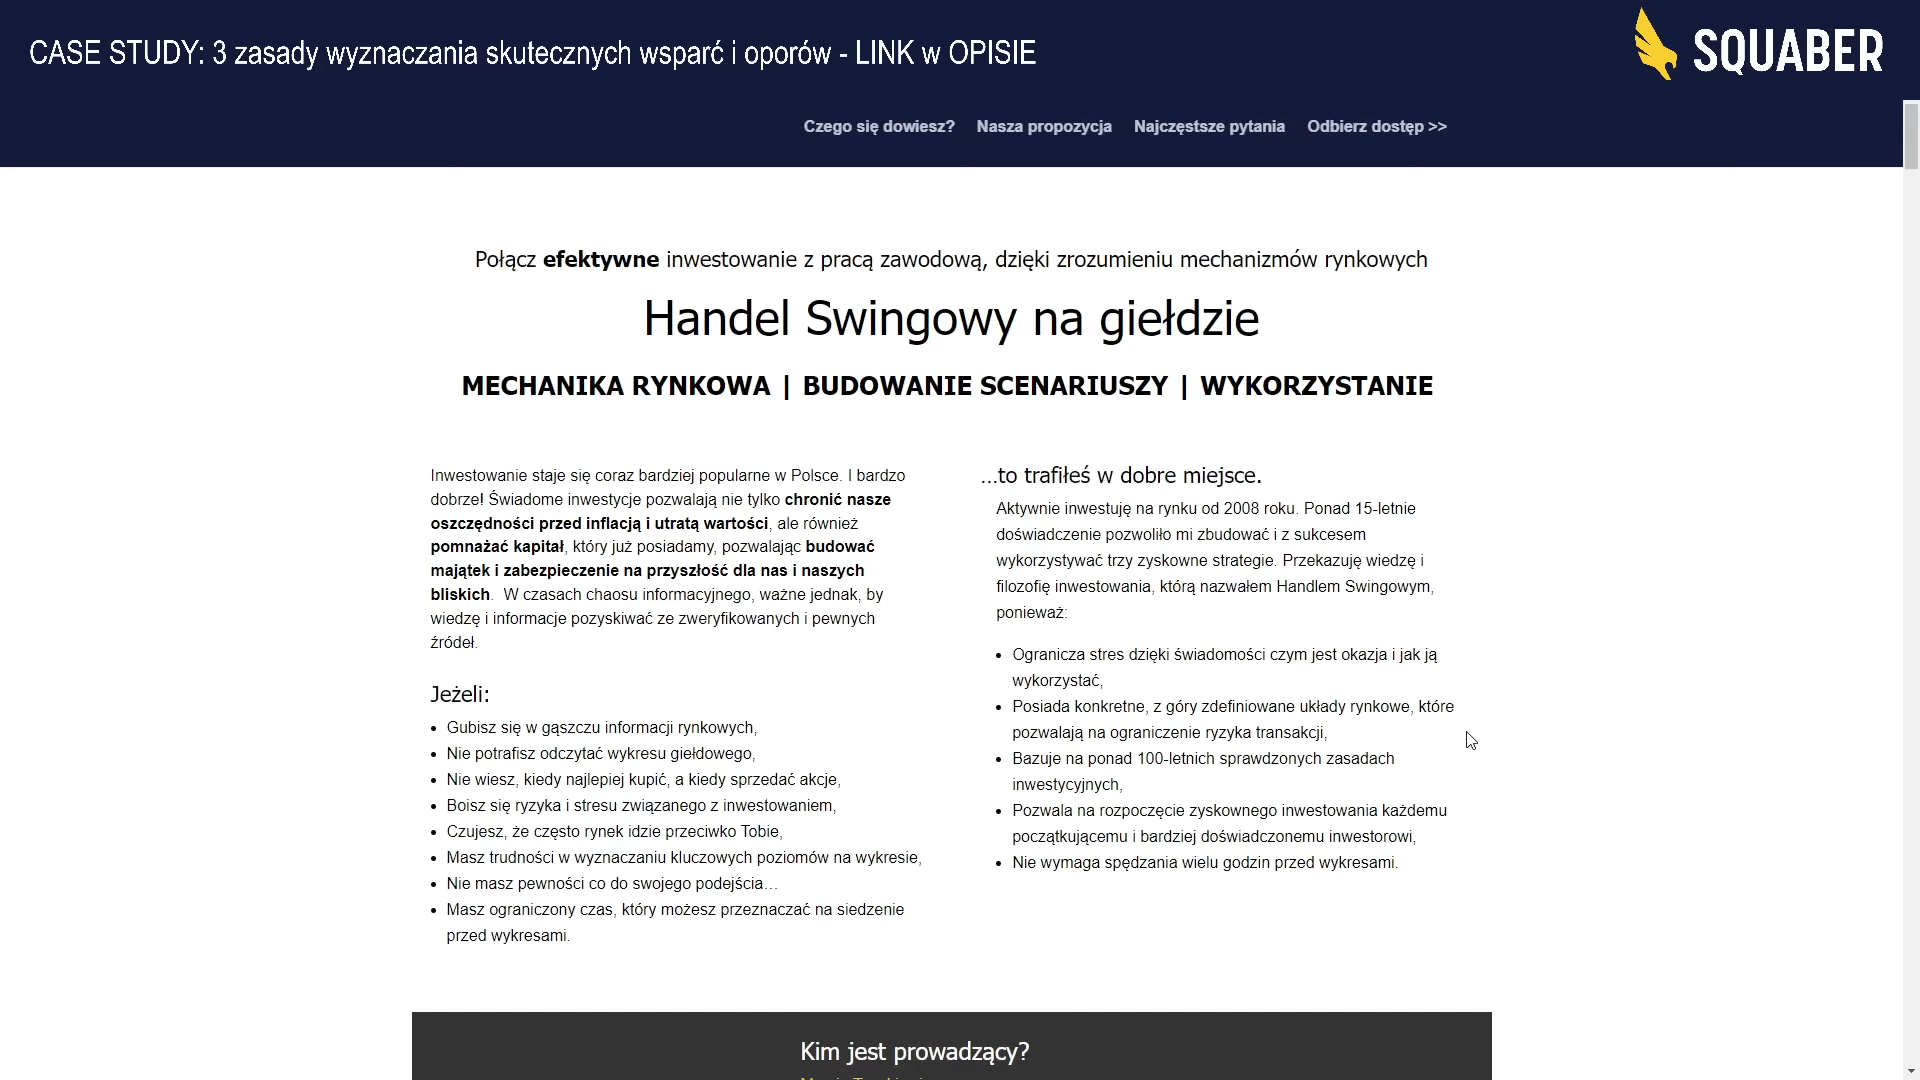 CASE STUDY: 3 zasady wyznaczania skutecznych wsparć i oporów - LINK w OPISIE
SQUABER
Czego się dowiesz? Nasza propozycja Najczęstsze pytania Odbierz dostęp >>
Połącz efektywne inwestowanie z pracą zawodową, dzięki zrozumieniu mechanizmów rynkowych
Handel Swingowy na giełdzie
MECHANIKA RYNKOWA | BUDOWANIE SCENARIUSZY | WYKORZYSTANIE
Inwestowanie staje się coraz bardziej popularne w Polsce. I bardzo
dobrze! Świadome inwestycje pozwalają nie tylko chronić nasze
oszczędności przed inflacją i utratą wartości, ale również
pomnażać kapitał, który już posiadamy, pozwalając budować
majątek i zabezpieczenie na przyszłość dla nas i naszych
bliskich. W czasach chaosu informacyjnego, ważne jednak, by
wiedzę i informacje pozyskiwać ze zweryfikowanych i pewnych
źródeł.
Jeżeli:
• Gubisz się w gąszczu informacji rynkowych,
• Nie potrafisz odczytać wykresu giełdowego,
• Nie wiesz, kiedy najlepiej kupić, a kiedy sprzedać akcje,
• Boisz się ryzyka i stresu związanego z inwestowaniem,
• Czujesz, że często rynek idzie przeciwko Tobie,
• Masz trudności w wyznaczaniu kluczowych poziomów na wykresie,
• Nie masz pewności co do swojego podejścia…
• Masz ograniczony czas, który możesz przeznaczać na siedzenie
przed wykresami.
…to trafiłeś w dobre miejsce.
Aktywnie inwestuję na rynku od 2008 roku. Ponad 15-letnie
doświadczenie pozwoliło mi zbudować i z sukcesem
wykorzystywać trzy zyskowne strategie. Przekazuję wiedzę i
filozofię inwestowania, którą nazwałem Handlem Swingowym,
ponieważ:
• Ogranicza stres dzięki świadomości czym jest okazja i jak ją
wykorzystać,
• Posiada konkretne, z góry zdefiniowane układy rynkowe, które
pozwalają na ograniczenie ryzyka transakcji,
• Bazuje na ponad 100-letnich sprawdzonych zasadach
inwestycyjnych,
• Pozwala na rozpoczęcie zyskownego inwestowania każdemu
początkującemu i bardziej doświadczonemu inwestorowi,
• Nie wymaga spędzania wielu godzin przed wykresami.
Kim jest prowadzący?